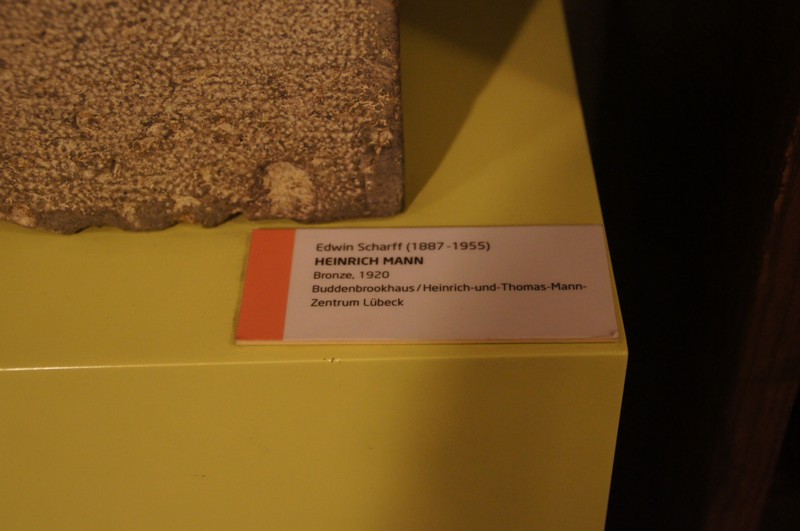 Edwin Scharff (1887-1955)
HEINRICH MANN
Bronze, 1920
Buddenbrookhaus/Heinrich-und-Thomas-Mann-
Zentrum Lübeck